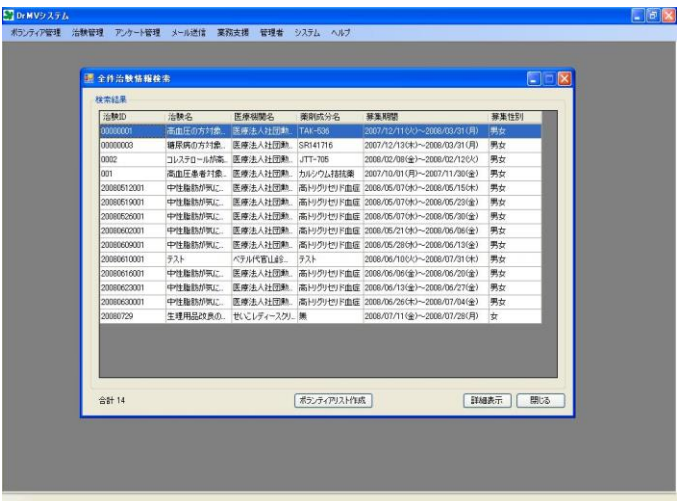 Dr MVシステム
ボランティア管理 治験管理 アンケート管理 メール送信 業務支援 管理者 システム ヘルプ
全件治験情報検索
検索結果
治験ID 治験名 医療機関名 薬剤成分名 募集期間 募集性別
00000001 高血圧の方対象.. 医療法人社団勲.. TAK-536 2007/12/11(火)～2008/03/31(月) 男女
00000003 糖尿病の方対象.. 医療法人社団勲.. SR141716 2007/12/13(木)～2008/03/31(月) 男女
0002 コレステロールが高.. 医療法人社団勲.. JTT-705 2008/02/08(金)～2008/02/12(火) 男女
001 高血圧患者対象.. 医療法人社団勲.. カルシウム拮抗薬 2007/10/01(月)～2007/11/30(金) 男女
20080512001 中性脂肪が気に.. 医療法人社団勲.. 高トリグリセリド血症 2008/05/07(水)～2008/05/15(木) 男女
20080519001 中性脂肪が気に.. 医療法人社団勲.. 高トリグリセリド血症 2008/05/07(水)～2008/05/23(金) 男女
20080526001 中性脂肪が気に.. 医療法人社団勲.. 高トリグリセリド血症 2008/05/07(水)～2008/05/30(金) 男女
20080602001 中性脂肪が気に.. 医療法人社団勲.. 高トリグリセリド血症 2008/05/21(水)～2008/06/06(金) 男女
20080609001 中性脂肪が気に.. 医療法人社団勲.. 高トリグリセリド血症 2008/05/28(水)～2008/06/13(金) 男女
20080610001 テスト ベテル代官山診.. テスト 2008/06/10(火)～2008/07/31(木) 男女
20080616001 中性脂肪が気に.. 医療法人社団勲.. 高トリグリセリド血症 2008/06/06(金)～2008/06/20(金) 男女
20080623001 中性脂肪が気に.. 医療法人社団勲.. 高トリグリセリド血症 2008/06/13(金)～2008/06/27(金) 男女
20080630001 中性脂肪が気に.. 医療法人社団勲.. 高トリグリセリド血症 2008/06/26(木)～2008/07/04(金) 男女
20080729 生理用品改良の.. せいこレディースクリ.. 無 2008/07/11(金)～2008/07/28(月) 女
合計 14 ボランティアリスト作成 詳細表示 閉じる